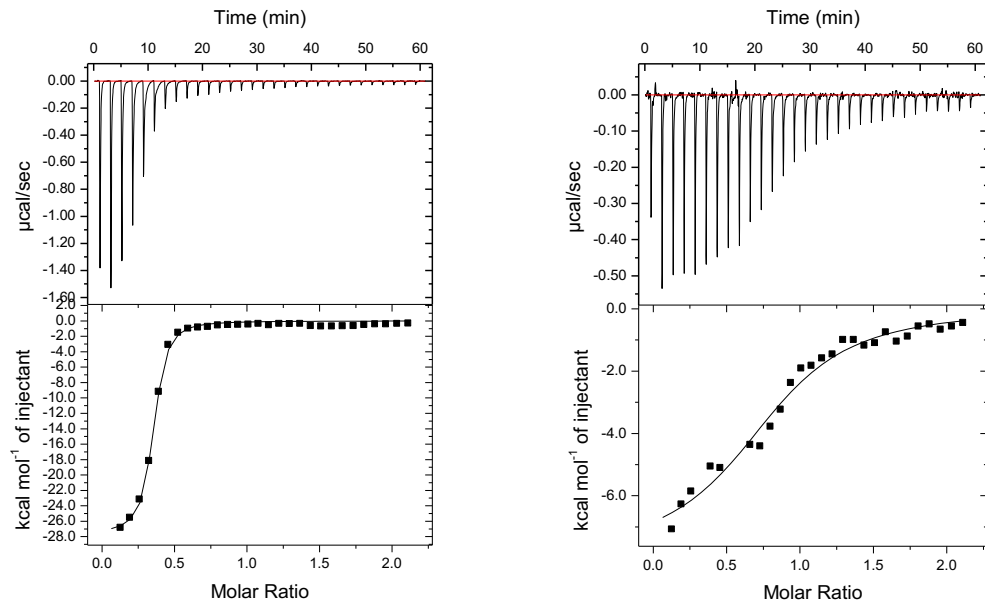 Time (min)
0 10 20 30 40 50 60
0.00
-0.20
-0.40
-0.60
-0.80
-1.00
-1.20
-1.40
-1.60
µcal/sec
2.0
0.0
-2.0
-4.0
-6.0
-8.0
-10.0
-12.0
-14.0
-16.0
-18.0
-20.0
-22.0
-24.0
-26.0
-28.0
kcal mol⁻¹ of injectant
0.0 0.5 1.0 1.5 2.0
Molar Ratio
Time (min)
0 10 20 30 40 50 60
0.00
-0.10
-0.20
-0.30
-0.40
-0.50
µcal/sec
0.0
-2.0
-4.0
-6.0
kcal mol⁻¹ of injectant
0.0 0.5 1.0 1.5 2.0
Molar Ratio